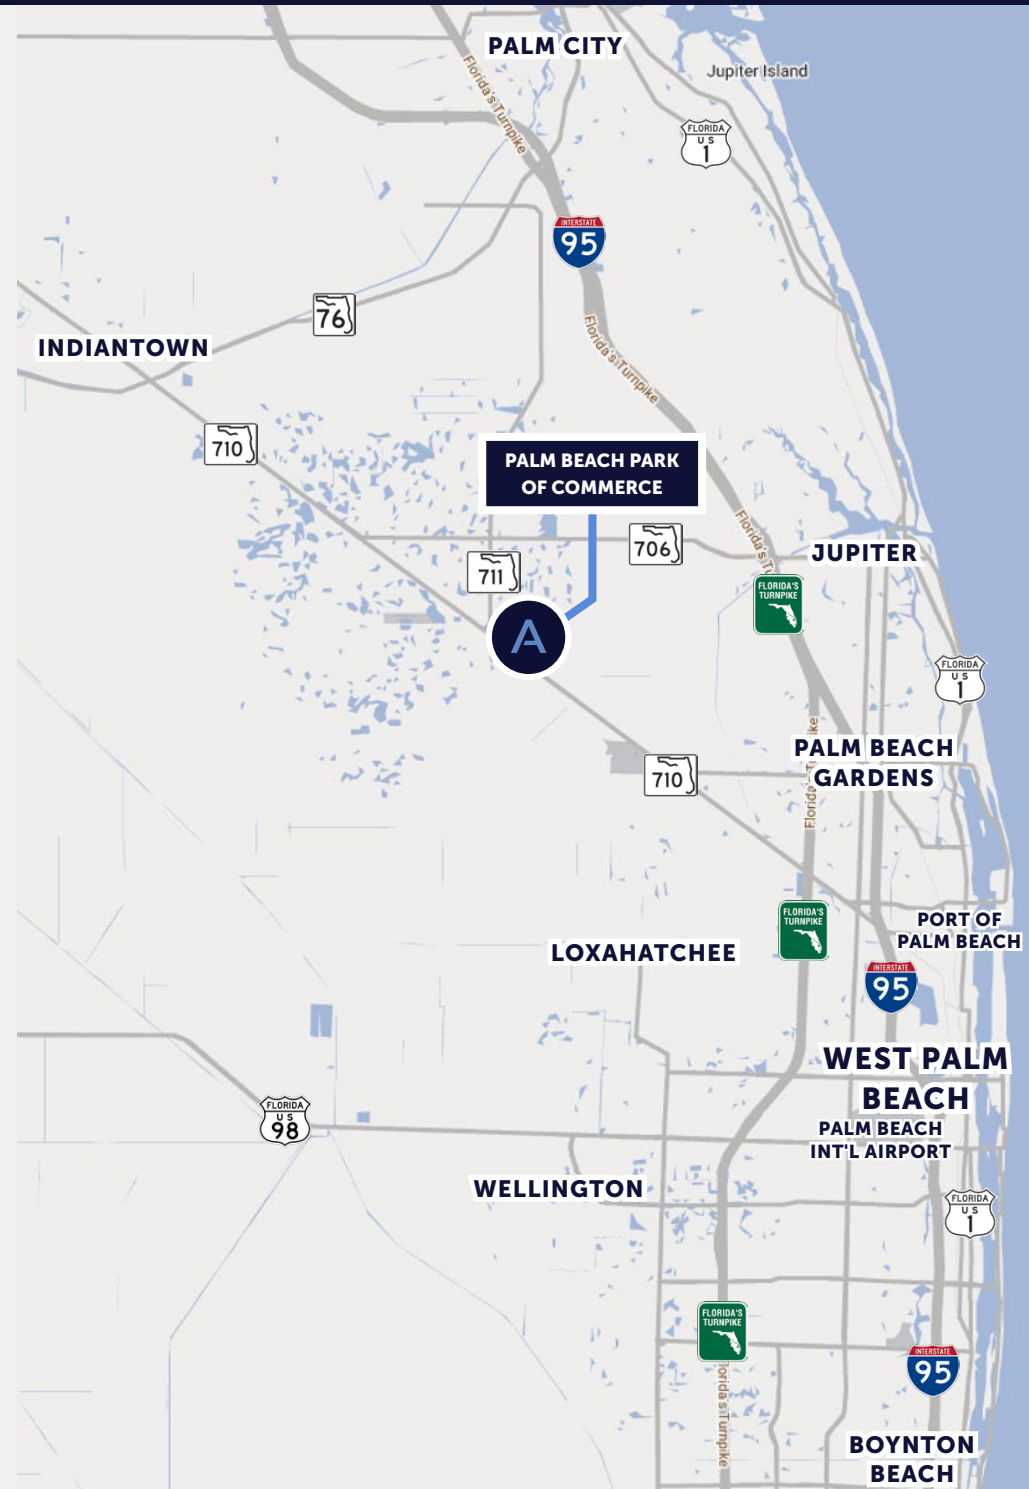 PALM CITY
Jupiter Island
Florida's Turnpike
FLORIDA
US
1
INTERSTATE
95
76
INDIANTOWN
Florida's Turnpike
710
PALM BEACH PARK
OF COMMERCE
Florida's Tu
706
JUPITER
711
FLORIDA'S
TURNPIKE
A
FLORIDA
US
1
PALM BEACH
GARDENS
Florida's Turnpike
710
FLORIDA'S
TURNPIKE
PORT OF
PALM BEACH
LOXAHATCHEE
INTERSTATE
95
WEST PALM
BEACH
FLORIDA
US
98
PALM BEACH
INT'L AIRPORT
WELLINGTON
FLORIDA
US
1
FLORIDA'S
TURNPIKE
INTERSTATE
95
lorida's Turnpike
BOYNTON
BEACH